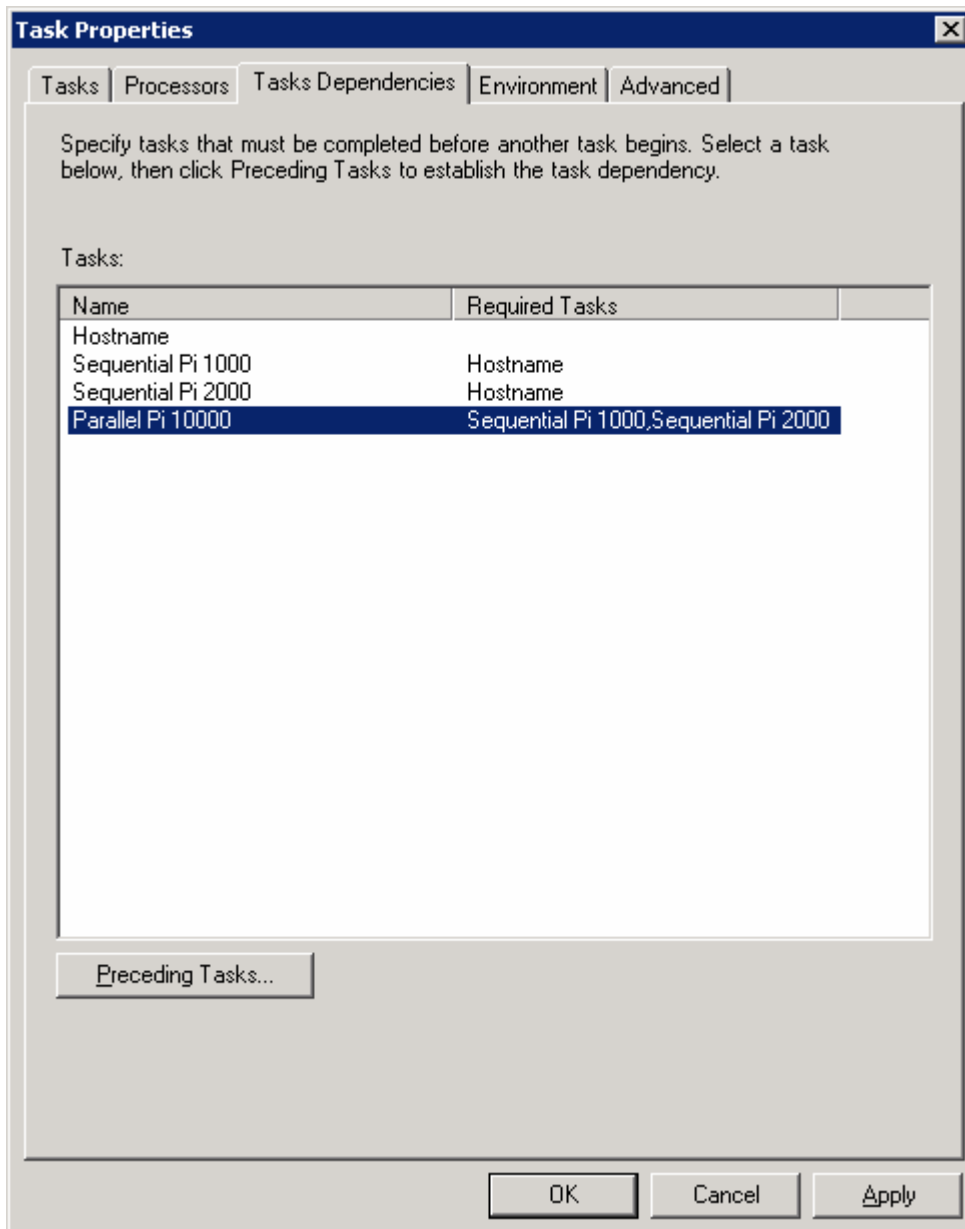 Task Properties
Tasks Processors Tasks Dependencies Environment Advanced
Specify tasks that must be completed before another task begins. Select a task
below, then click Preceding Tasks to establish the task dependency.
Tasks:
Name Required Tasks
Hostname
Sequential Pi 1000 Hostname
Sequential Pi 2000 Hostname
Parallel Pi 10000 Sequential Pi 1000,Sequential Pi 2000
Preceding Tasks...
OK Cancel Apply